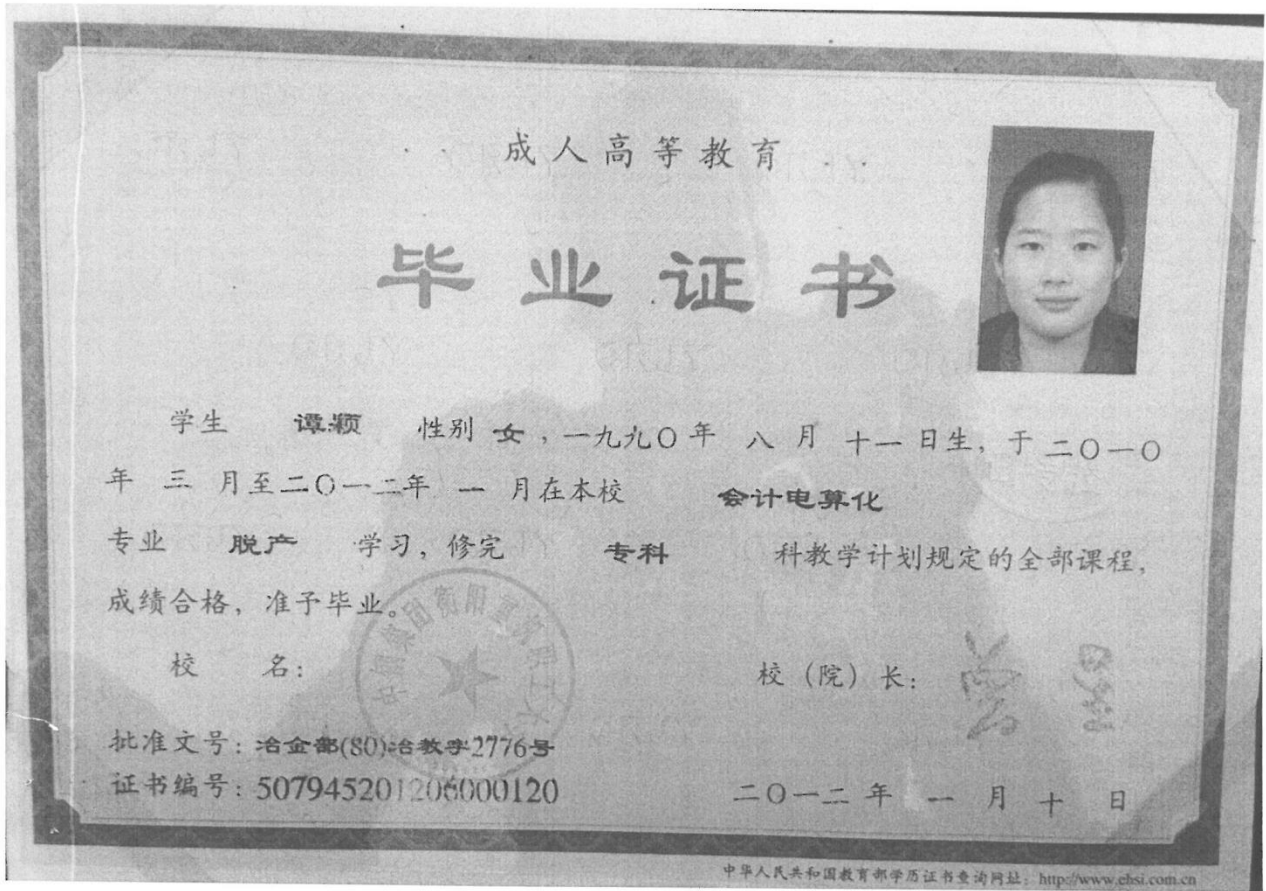 成人高等教育
毕业证书
学生 谭颖 性别 女，一九九〇年 八 月 十一 日生，于 二〇一〇
年 三 月至二〇一二年 一 月在本校 会计电算化
专业 脱产 学习，修完 专科 科教学计划规定的全部课程，
成绩合格，准予毕业。
校 名：
校（院）长：
批准文号：冶金部(80)冶教字2776号
证书编号：507945201206000120
二〇一二 年 一 月 十 日
中华人民共和国教育部学历证书查询网址：http://www.chsi.com.cn